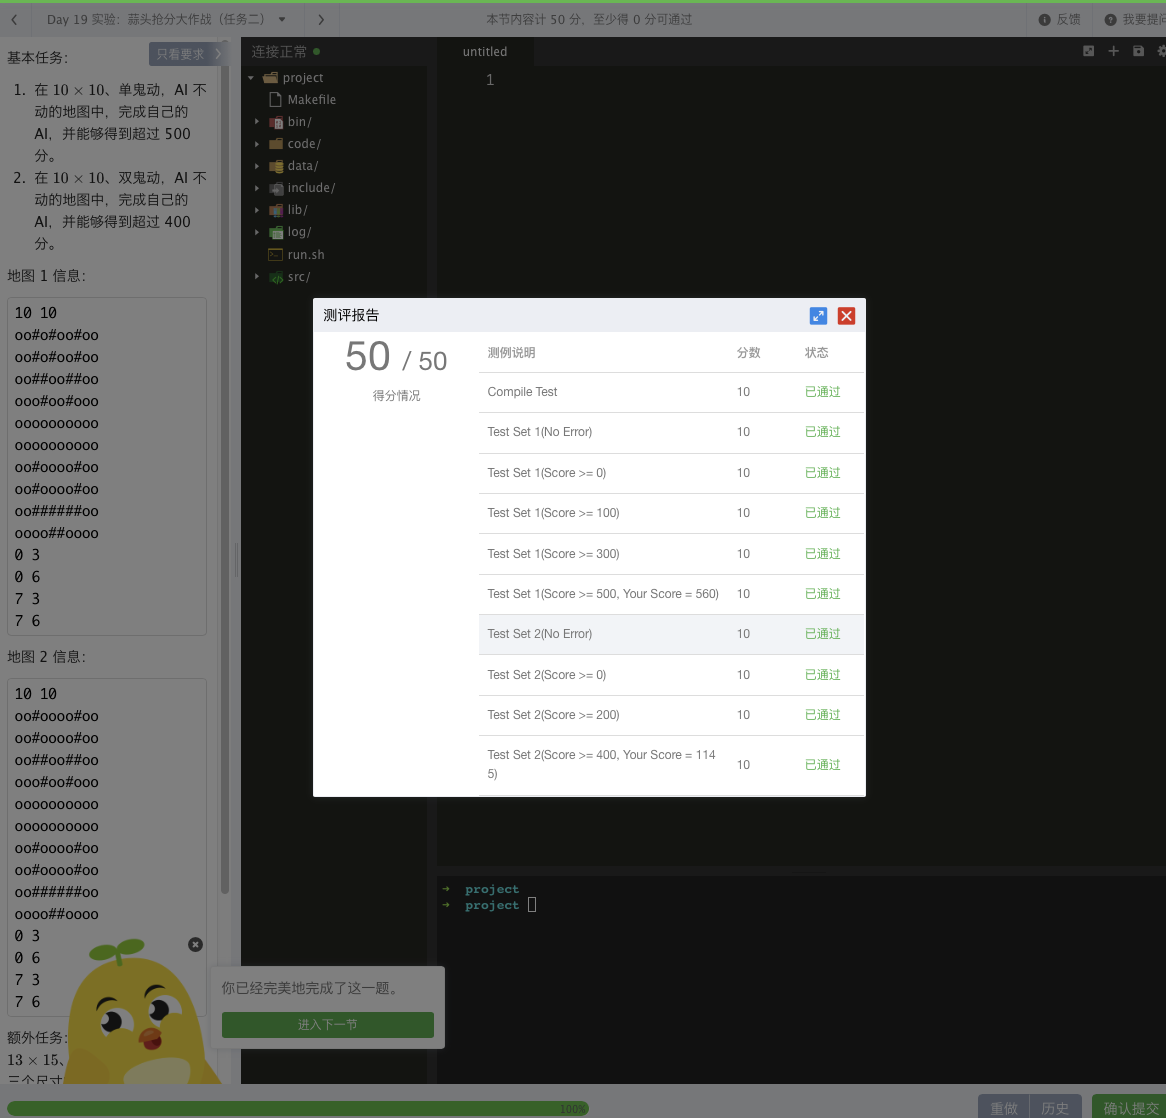 Day 19 实验：蒜头抢分大作战（任务二）
本节内容计 50 分，至少得 0 分可通过
反馈
基本任务：
只看要求
1. 在 10 × 10、单鬼动，AI 不
动的地图中，完成自己的
AI，并能够得到超过 500
分。
2. 在 10 × 10、双鬼动，AI 不
动的地图中，完成自己的
AI，并能够得到超过 400
分。
地图 1 信息：
10 10
oo#o#oo#oo
oo#o#oo#oo
oo##oo##oo
ooo#oo#ooo
oooooooooo
oooooooooo
oo#oooo#oo
oo#oooo#oo
oo######oo
oooo##oooo
0 3
0 6
7 3
7 6
地图 2 信息：
10 10
oo#oooo#oo
oo#oooo#oo
oo##oo##oo
ooo#oo#ooo
oooooooooo
oooooooooo
oo#oooo#oo
oo#oooo#oo
oo######oo
oooo##oooo
0 3
0 6
7 3
7 6
额外任务：
13 × 15、
三个尺寸
连接正常
project
Makefile
bin/
code/
data/
include/
lib/
log/
run.sh
src/
untitled
1
测评报告
50 / 50
得分情况
测例说明 分数 状态
Compile Test 10 已通过
Test Set 1(No Error) 10 已通过
Test Set 1(Score >= 0) 10 已通过
Test Set 1(Score >= 100) 10 已通过
Test Set 1(Score >= 300) 10 已通过
Test Set 1(Score >= 500, Your Score = 560) 10 已通过
Test Set 2(No Error) 10 已通过
Test Set 2(Score >= 0) 10 已通过
Test Set 2(Score >= 200) 10 已通过
Test Set 2(Score >= 400, Your Score = 114
5) 10 已通过
➜ project
➜ project
你已经完美地完成了这一题。
进入下一节
100%
重做
历史
确认提交